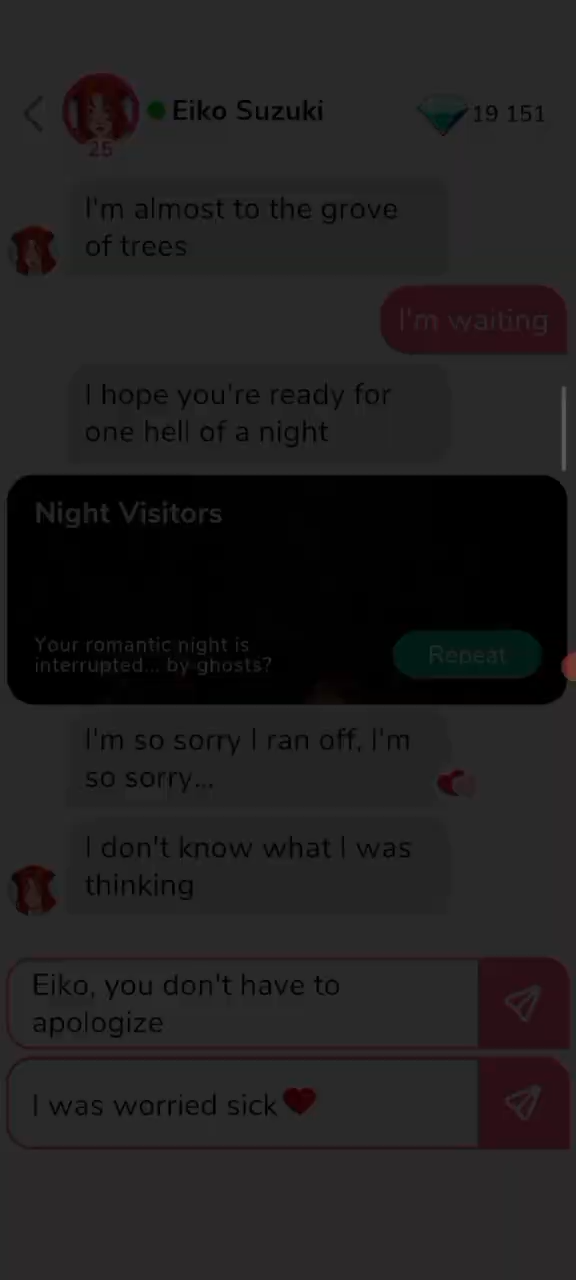 Eiko Suzuki
19 151
25
I'm almost to the grove
of trees
I'm waiting
I hope you're ready for
one hell of a night
Night Visitors
Your romantic night is
interrupted... by ghosts?
Repeat
I'm so sorry I ran off, I'm
so sorry...
I don't know what I was
thinking
Eiko, you don't have to
apologize
I was worried sick❤️